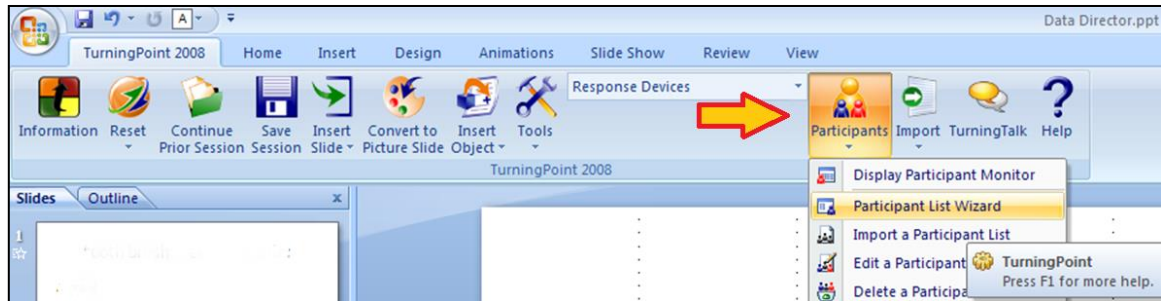 A
Data Director.ppt
TurningPoint 2008 Home Insert Design Animations Slide Show Review View
Response Devices
Information Reset Continue Prior Session Save Session Insert Slide Convert to Picture Slide Insert Object Tools Participants Import TurningTalk Help
TurningPoint 2008
Display Participant Monitor
Slides Outline x
Participant List Wizard
1
Import a Participant List
Edit a Participant
TurningPoint
Press F1 for more help.
Delete a